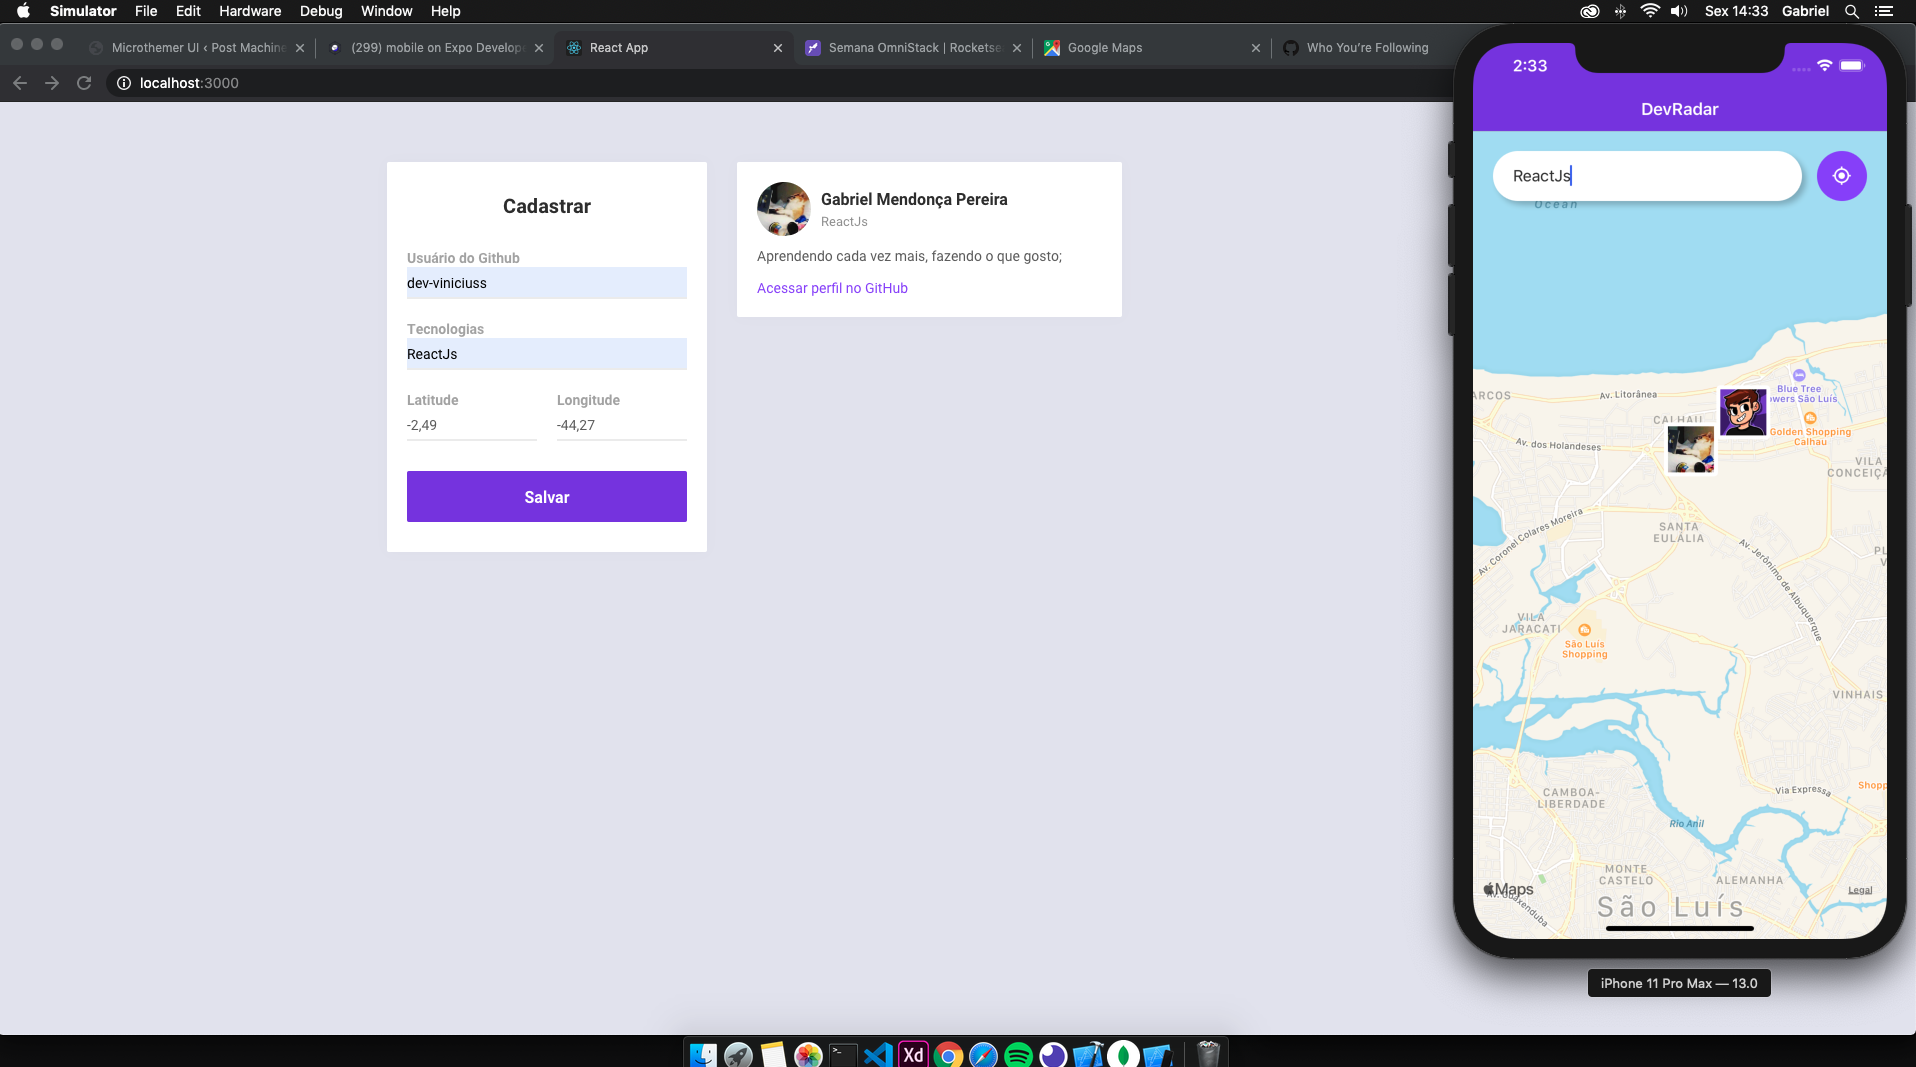 Simulator File Edit Hardware Debug Window Help
Sex 14:33 Gabriel
Microthemer UI ‹ Post Machine
(299) mobile on Expo Develope
React App
Semana OmniStack | Rocketse
Google Maps
Who You're Following
localhost:3000
Cadastrar
Usuário do Github
dev-viniciuss
Tecnologias
ReactJs
Latitude Longitude
-2,49 -44,27
Salvar
Gabriel Mendonça Pereira
ReactJs
Aprendendo cada vez mais, fazendo o que gosto;
Acessar perfil no GitHub
2:33
DevRadar
ReactJs
Ocean
ARCOS
Av. Litorânea
Blue Tree
owers São Luís
CALHAU
Golden Shopping
Calhau
Av. dos Holandeses
VILA
CONCEIÇÃ
Av. Coronel Colares Moreira
SANTA
EULÁLIA
Av. Jerônimo de Albuquerque
VILA
JARACATI
São Luís
Shopping
VINHAIS
CAMBOA-
LIBERDADE
Via Expressa
Shopp
Rio Anil
MONTE
CASTELO
ALEMANHA
Maps
Legal
Av. Guaxenduba
São Luís
iPhone 11 Pro Max — 13.0
Xd